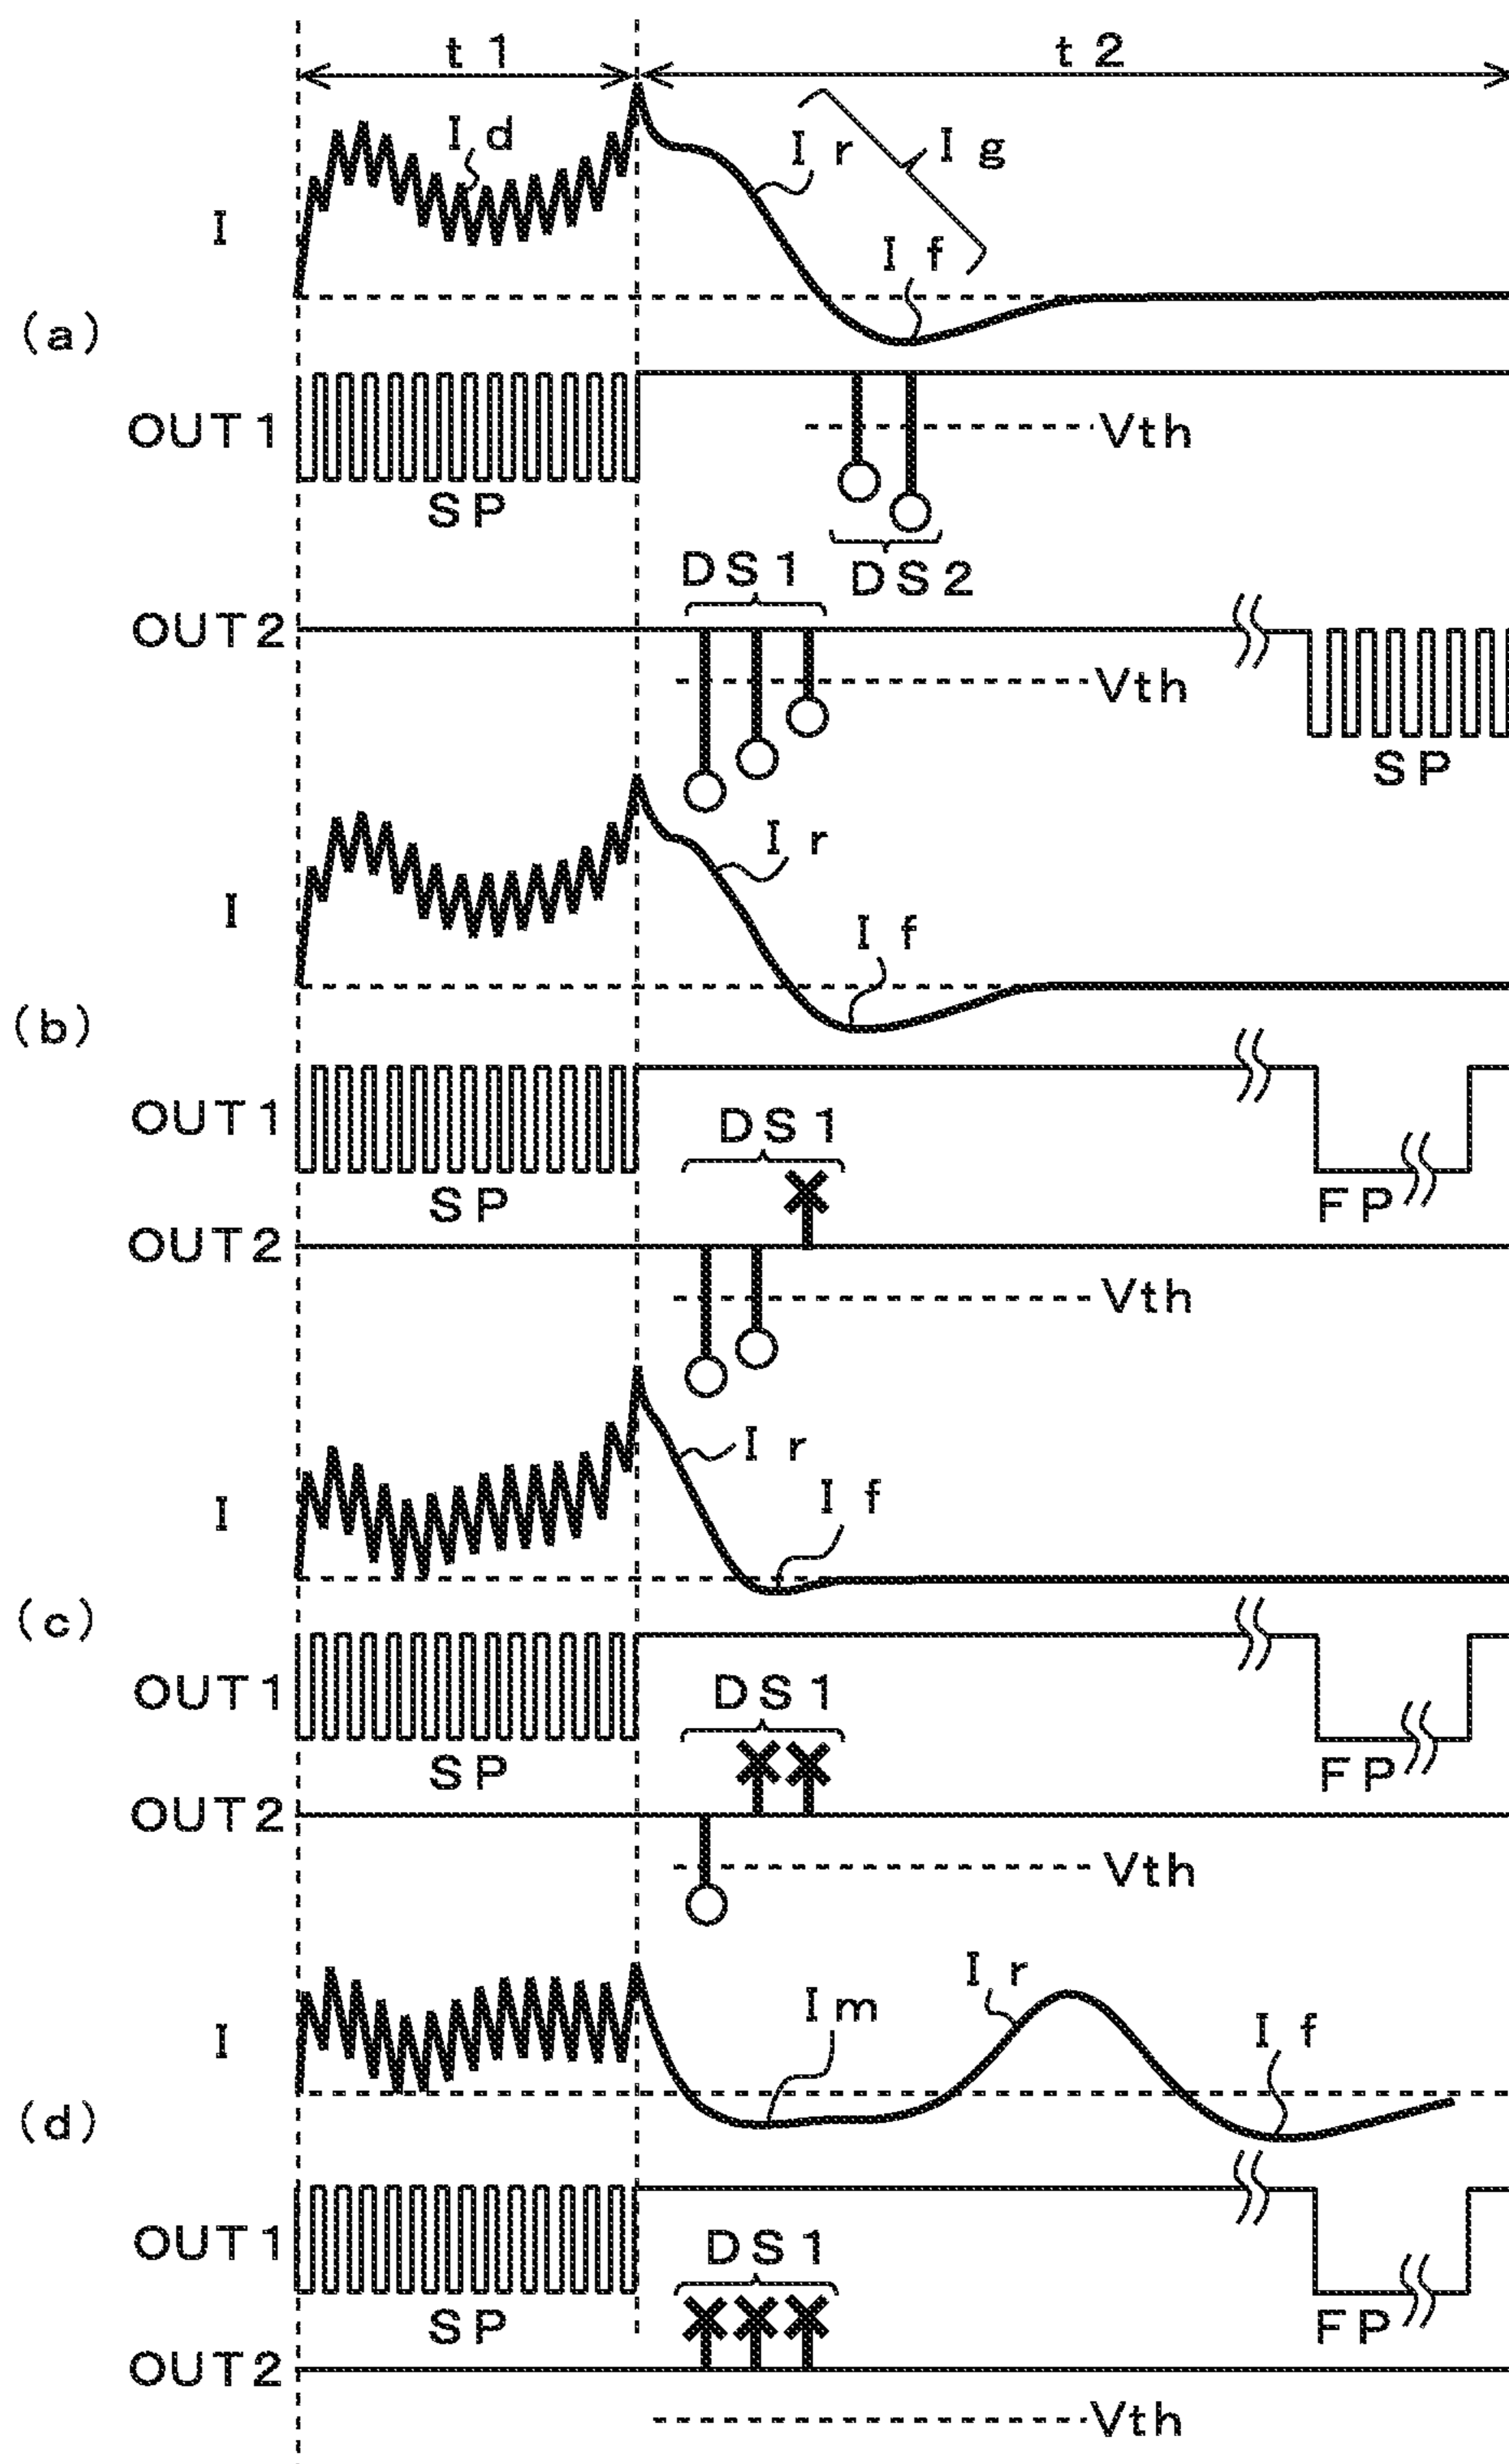 t1 t2
Id
Ir Ig
I
If
(a)
OUT1 Vth
SP
DS1 DS2
OUT2
Vth
SP
Ir
I
If
(b)
OUT1 DS1
SP FP
OUT2
Vth
Ir
If
I
(c)
OUT1 DS1
SP FP
OUT2
Vth
Ir
Im
If
I
(d)
OUT1 DS1
SP FP
OUT2
Vth